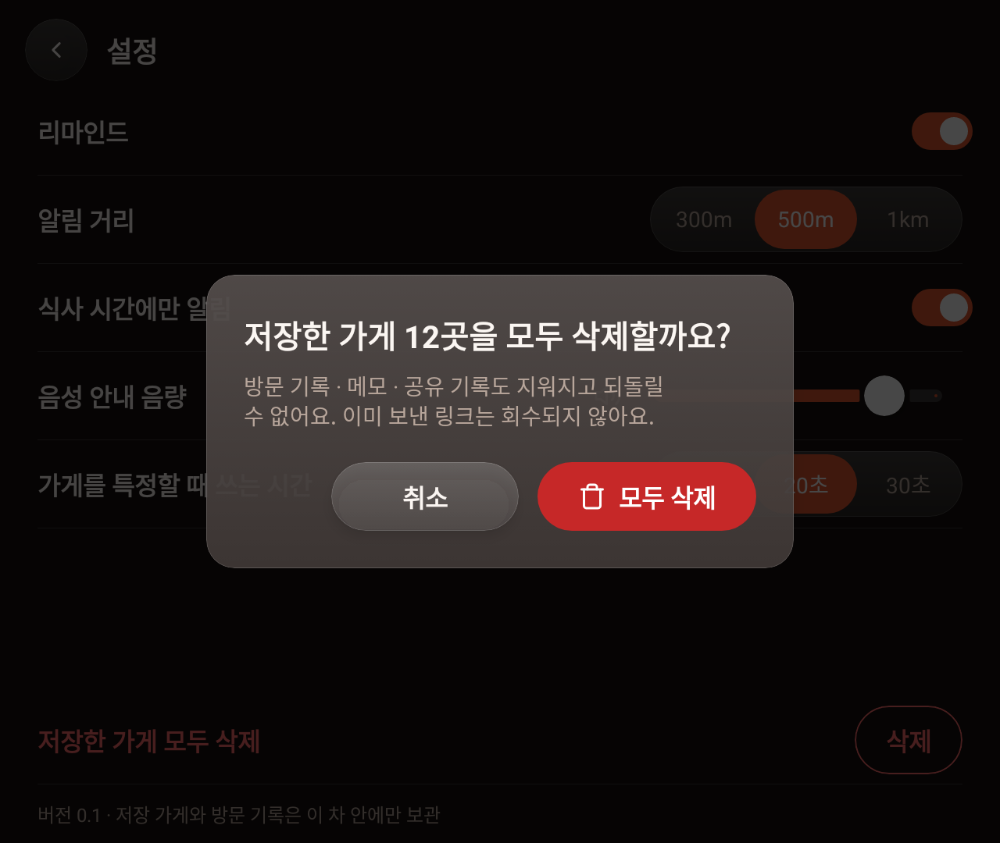 설정
리마인드
알림 거리
300m 500m 1km
식사 시간에만 알림
저장한 가게 12곳을 모두 삭제할까요?
방문 기록 · 메모 · 공유 기록도 지워지고 되돌릴
수 없어요. 이미 보낸 링크는 회수되지 않아요.
취소
모두 삭제
음성 안내 음량
가게를 특정할 때 쓰는 시간
30초
저장한 가게 모두 삭제
삭제
버전 0.1 · 저장 가게와 방문 기록은 이 차 안에만 보관